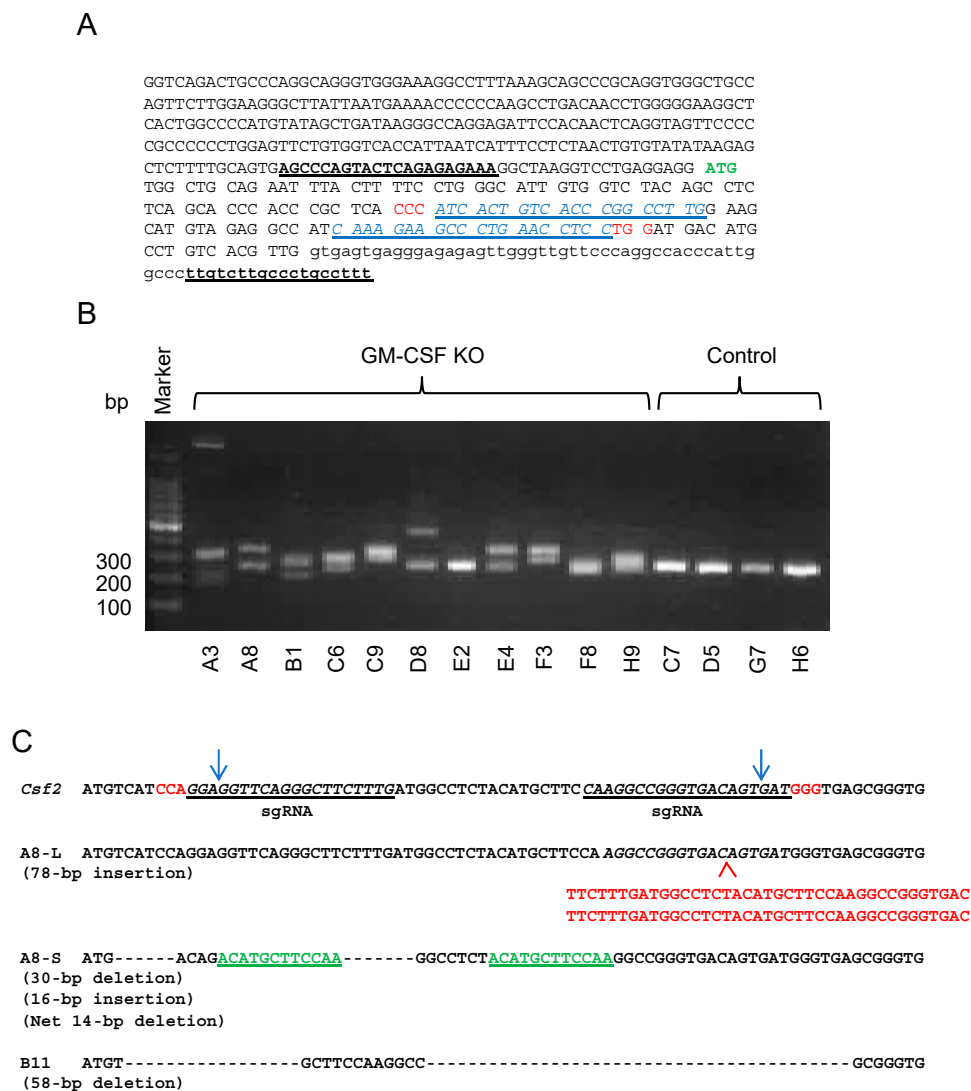 A
GGTCAGACTGCCCAGGCAGGGTGGGAAAGGCCTTTAAAGCAGCCCGCAGGTGGGCTGCC
AGTTCTTGGAAGGGCTTATTAATGAAAACCCCCCAAGCCTGACAACCTGGGGGAAGGCT
CACTGGCCCCATGTATAGCTGATAAGGGCCAGGAGATTCCACAACTCAGGTAGTTCCCC
CGCCCCCCTGGAGTTCTGTGGTCACCATTAATCATTTCCTCTAACTGTGTATATAAGAG
CTCTTTTGCAGTGAGCCCAGTACTCAGAGAGAAAGGCTAAGGTCCTGAGGAGG ATG
TGG CTG CAG AAT TTA CTT TTC CTG GGC ATT GTG GTC TAC AGC CTC
TCA GCA CCC ACC CGC TCA CCC ATC ACT GTC ACC CGG CCT TGG AAG
CAT GTA GAG GCC ATC AAA GAA GCC CTG AAC CTC CTG GAT GAC ATG
CCT GTC ACG TTG gtgagtgagggagagagttgggttgttcccaggccacccattg
gcccttgtcttgccctgccttt
B
GM-CSF KO Control
bp Marker
300
200
100
A3 A8 B1 C6 C9 D8 E2 E4 F3 F8 H9 C7 D5 G7 H6
C
Csf2 ATGTCATCCAGGAGGTTCAGGGCTTCTTTGATGGCCTCTACATGCTTCCAAGGCCGGGTGACAGTGATGGGTGAGCGGGTG
sgRNA sgRNA
A8-L ATGTCATCCAGGAGGTTCAGGGCTTCTTTGATGGCCTCTACATGCTTCCA AGGCCGGGTGACAGTGATGGGTGAGCGGGTG
(78-bp insertion)
TTCTTTGATGGCCTCTACATGCTTCCAAGGCCGGGTGAC
TTCTTTGATGGCCTCTACATGCTTCCAAGGCCGGGTGAC
A8-S ATG------ACAGACATGCTTCCAA-------GGCCTCTACATGCTTCCAAGGCCGGGTGACAGTGATGGGTGAGCGGGTG
(30-bp deletion)
(16-bp insertion)
(Net 14-bp deletion)
B11 ATGT-----------------GCTTCCAAGGCC-----------------------------------------GCGGGTG
(58-bp deletion)